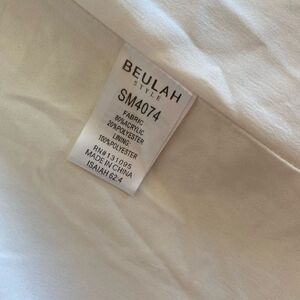 BEULAH
STYLE
SM4074
FABRIC
80%ACRYLIC
20%POLYESTER
LINING:
100%POLYESTER
RN#131095
MADE IN CHINA
ISAIAH 62:4